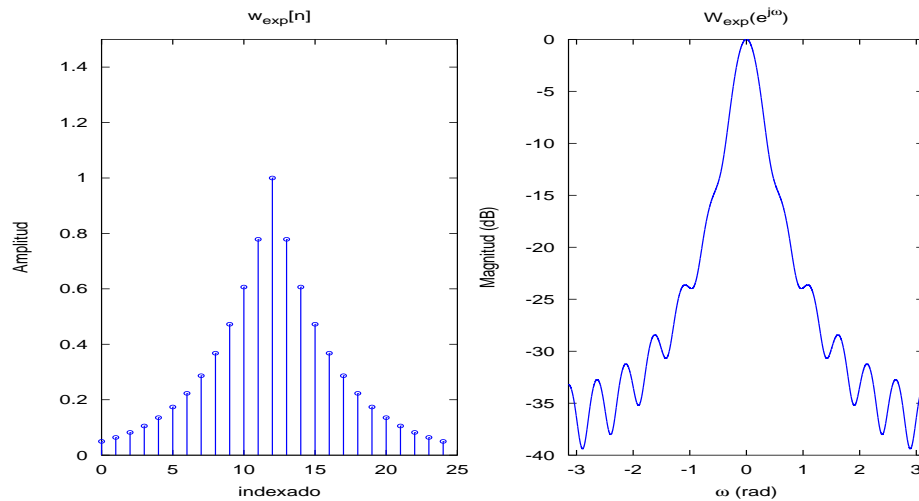 w_exp[n]
1.4
1.2
1
0.8
0.6
0.4
0.2
0
0 5 10 15 20 25
Amplitud
indexado
W_exp(e^jω)
0
-5
-10
-15
-20
-25
-30
-35
-40
-3 -2 -1 0 1 2 3
Magnitud (dB)
ω (rad)